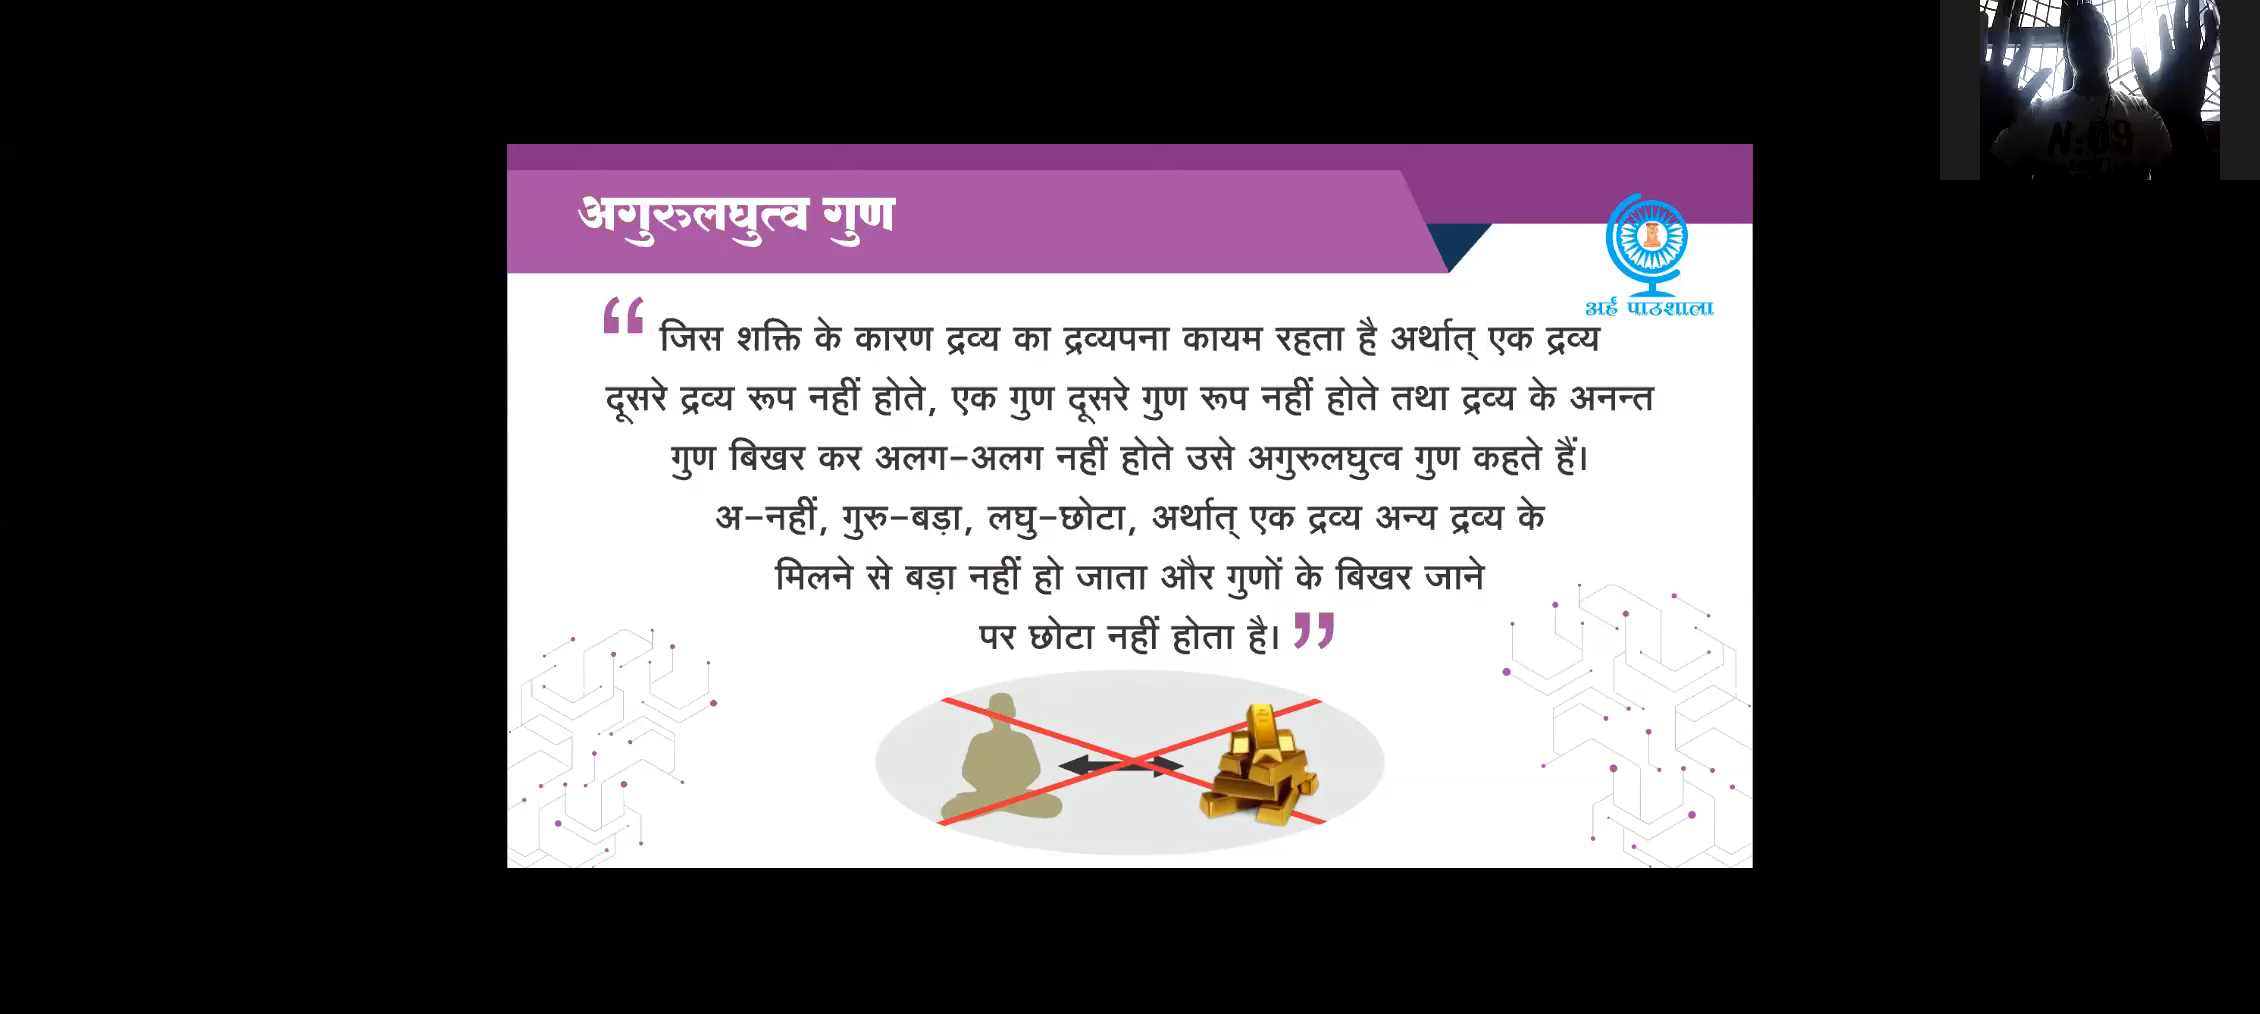 अगुरुलघुत्व गुण
अर्हं पाठशाला
“ जिस शक्ति के कारण द्रव्य का द्रव्यपना कायम रहता है अर्थात् एक द्रव्य
दूसरे द्रव्य रूप नहीं होते, एक गुण दूसरे गुण रूप नहीं होते तथा द्रव्य के अनन्त
गुण बिखर कर अलग-अलग नहीं होते उसे अगुरुलघुत्व गुण कहते हैं।
अ-नहीं, गुरु-बड़ा, लघु-छोटा, अर्थात् एक द्रव्य अन्य द्रव्य के
मिलने से बड़ा नहीं हो जाता और गुणों के बिखर जाने
पर छोटा नहीं होता है। ”
N:09